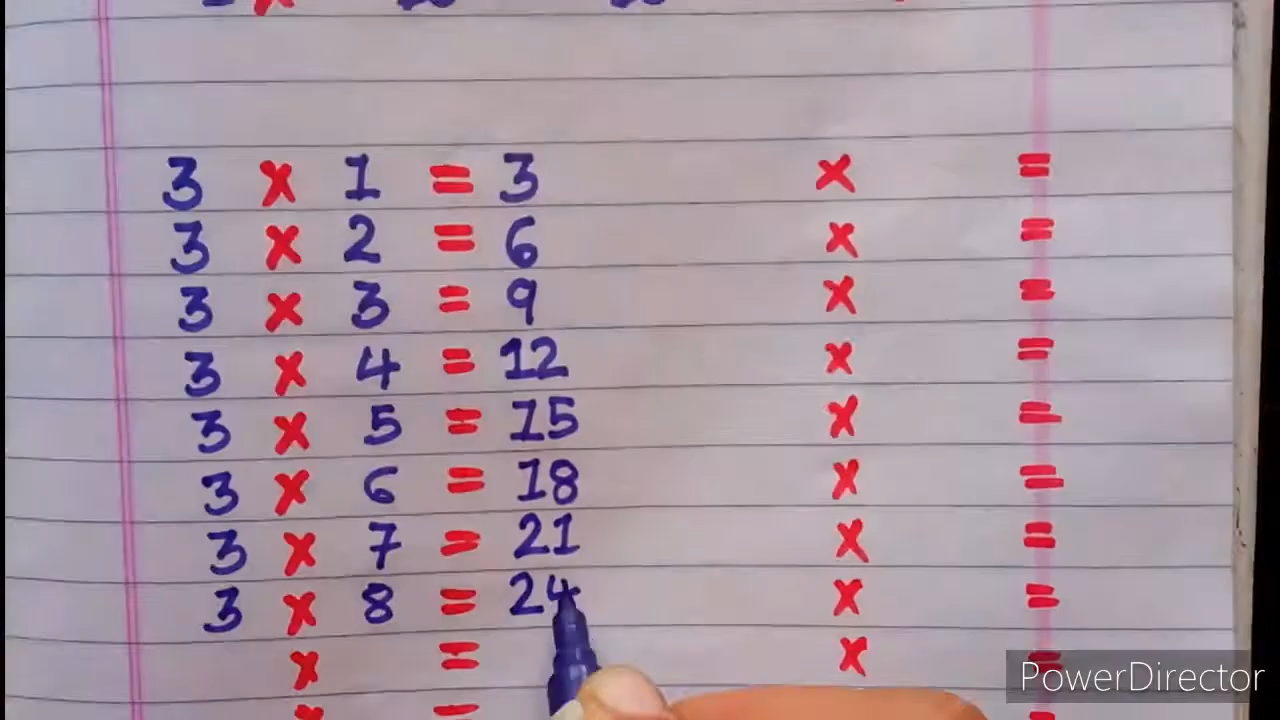 3 × 1 = 3 × =
3 × 2 = 6 × =
3 × 3 = 9 × =
3 × 4 = 12 × =
3 × 5 = 15 × =
3 × 6 = 18 × =
3 × 7 = 21 × =
3 × 8 = 24 × =
× = × =
PowerDirector